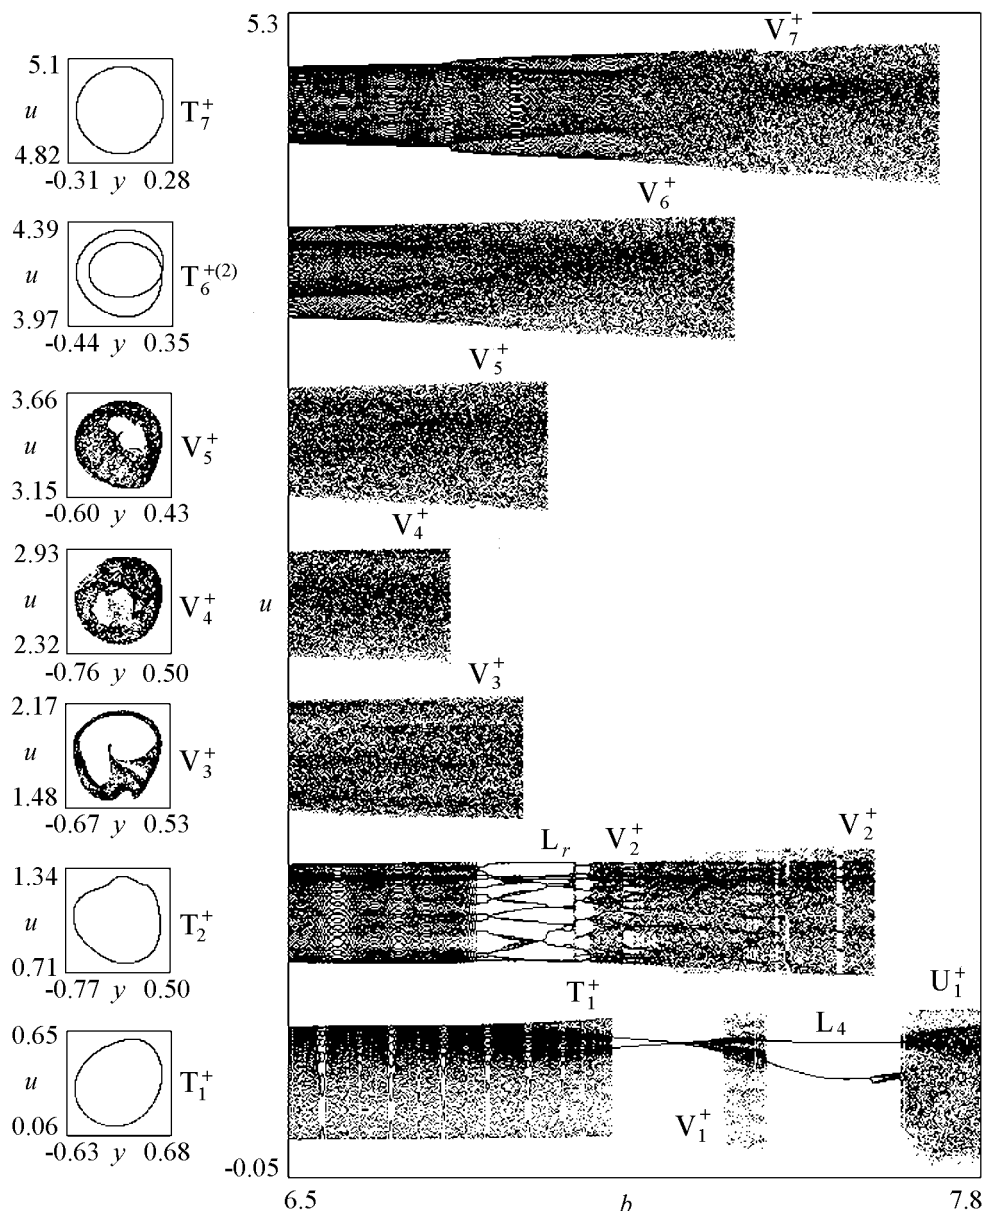 5.3
V7+
5.1
u
4.82
-0.31 y 0.28
T7+
V6+
4.39
u
3.97
-0.44 y 0.35
T6+(2)
V5+
3.66
u
3.15
-0.60 y 0.43
V5+
V4+
2.93
u
2.32
-0.76 y 0.50
V4+
u
V3+
2.17
u
1.48
-0.67 y 0.53
V3+
Lr
V2+
V2+
1.34
u
0.71
-0.77 y 0.50
T2+
T1+
U1+
L4
0.65
u
0.06
-0.63 y 0.68
T1+
V1+
-0.05
6.5
b
7.8